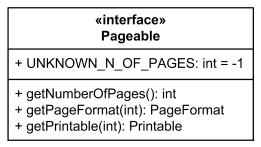 «interface»
Pageable
+ UNKNOWN_N_OF_PAGES: int = -1
+ getNumberOfPages(): int
+ getPageFormat(int): PageFormat
+ getPrintable(int): Printable